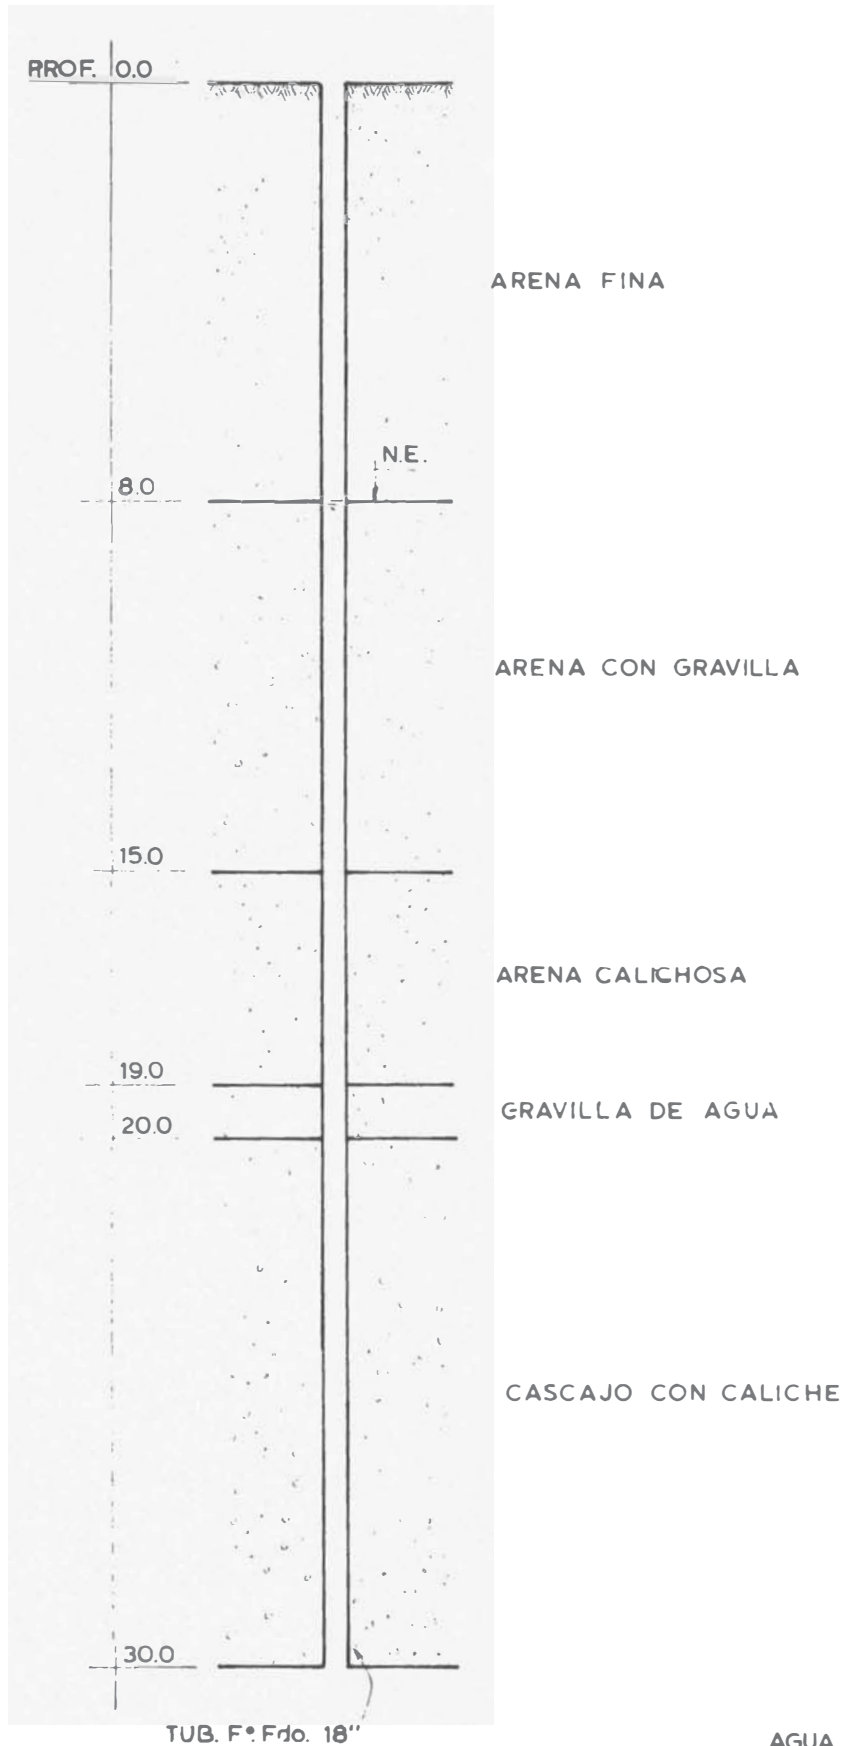 PROF. 0.0
ARENA FINA
N.E.
8.0
ARENA CON GRAVILLA
15.0
ARENA CALICHOSA
19.0
GRAVILLA DE AGUA
20.0
CASCAJO CON CALICHE
30.0
TUB. Fº. Fdo. 18"
AGUA